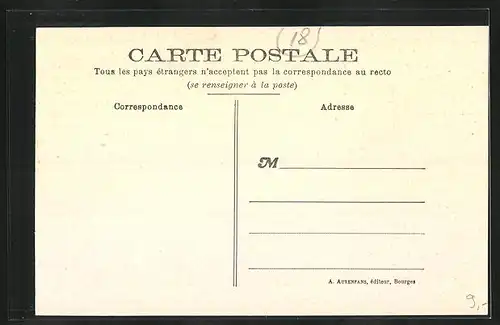 (18)
CARTE POSTALE
Tous les pays étrangers n'acceptent pas la correspondance au recto
(se renseigner à la poste)
Correspondance
Adresse
M
A. AUXENFANS, éditeur, Bourges
9,-